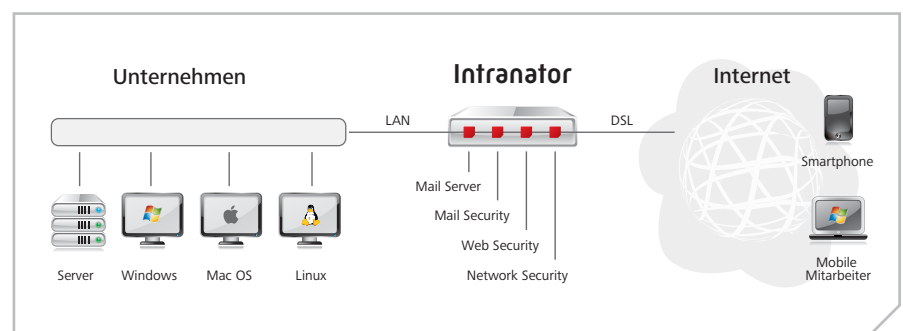 Unternehmen
Intranator
Internet
LAN
DSL
Smartphone
Mail Server
Mail Security
Web Security
Network Security
Server
Windows
Mac OS
Linux
Mobile
Mitarbeiter